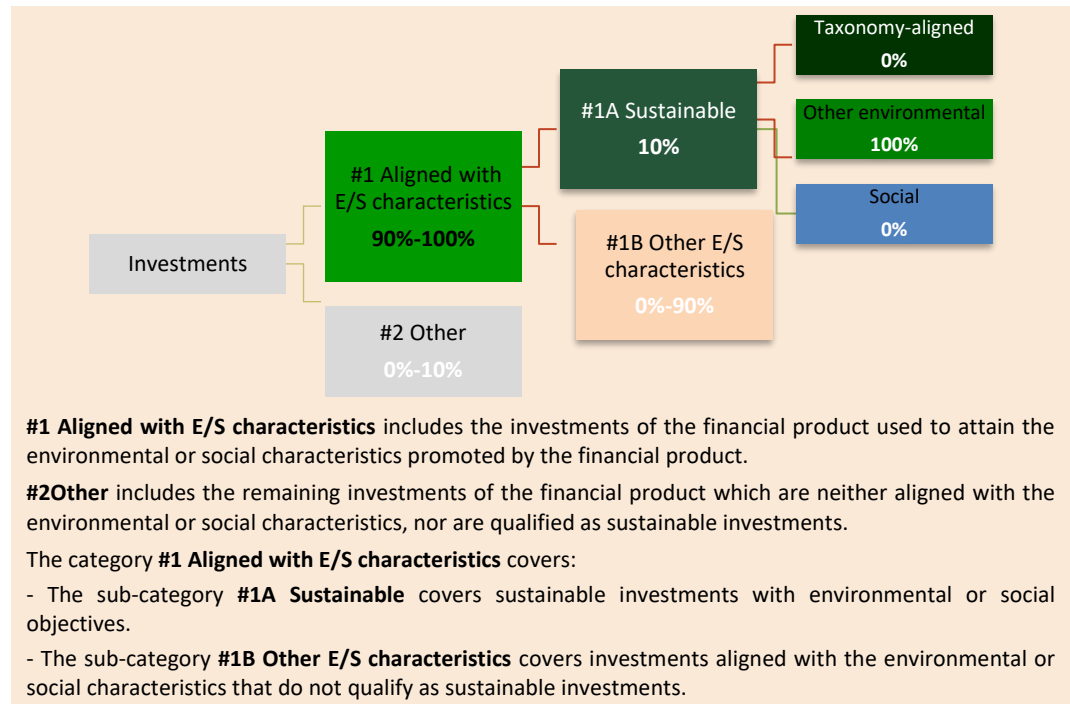 Taxonomy-aligned
0%
#1A Sustainable
10%
Other environmental
100%
#1 Aligned with
E/S characteristics
90%-100%
Social
0%
#1B Other E/S
characteristics
0%-90%
Investments
#2 Other
0%-10%
#1 Aligned with E/S characteristics includes the investments of the financial product used to attain the
environmental or social characteristics promoted by the financial product.
#2Other includes the remaining investments of the financial product which are neither aligned with the
environmental or social characteristics, nor are qualified as sustainable investments.
The category #1 Aligned with E/S characteristics covers:
- The sub-category #1A Sustainable covers sustainable investments with environmental or social
objectives.
- The sub-category #1B Other E/S characteristics covers investments aligned with the environmental or
social characteristics that do not qualify as sustainable investments.